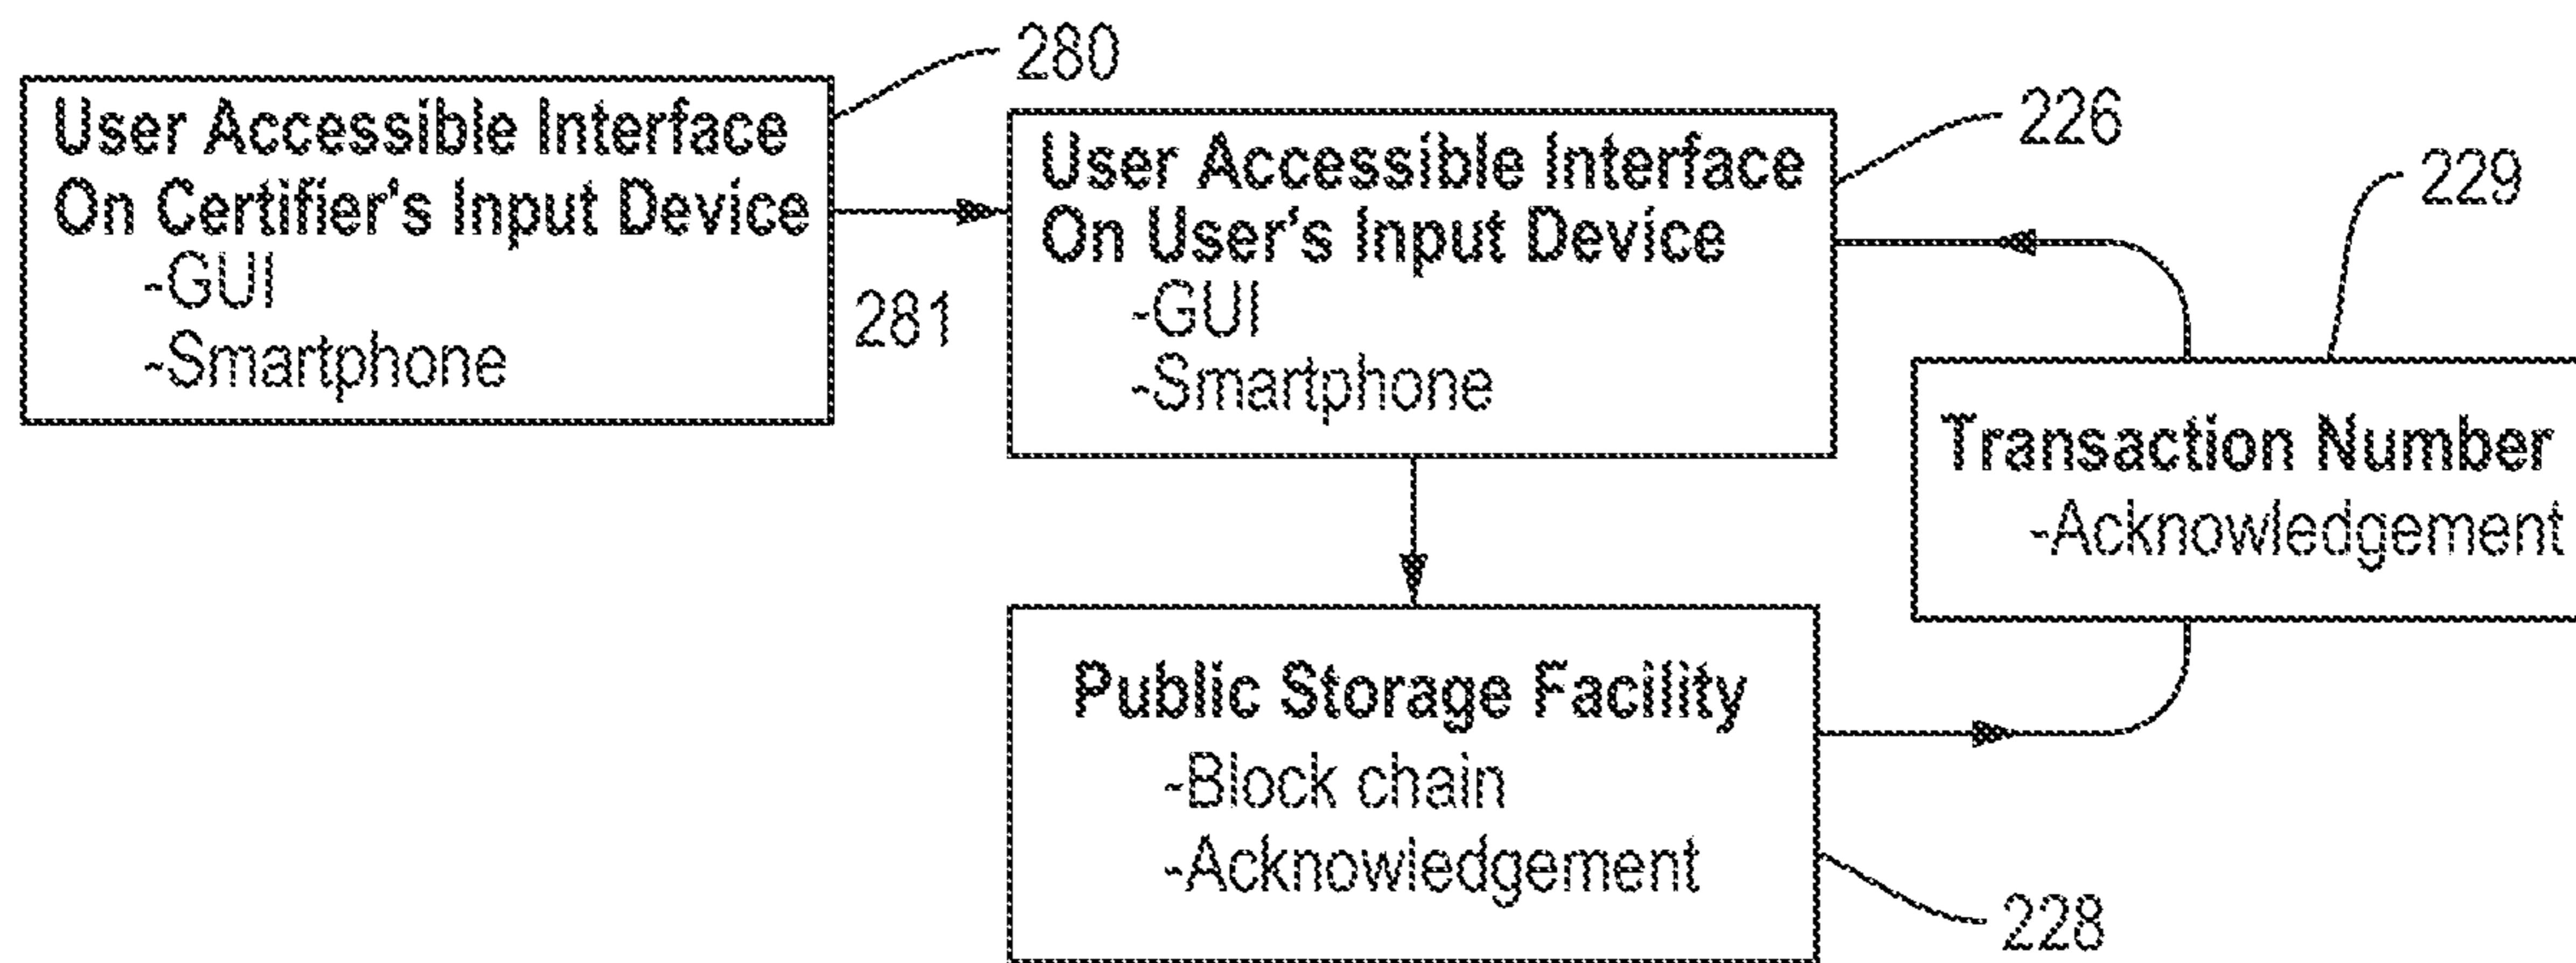 280
User Accessible Interface
On Certifier's Input Device
-GUI
-Smartphone
281
226
User Accessible Interface
On User's Input Device
-GUI
-Smartphone
229
Transaction Number
-Acknowledgement
Public Storage Facility
-Block chain
-Acknowledgement
228